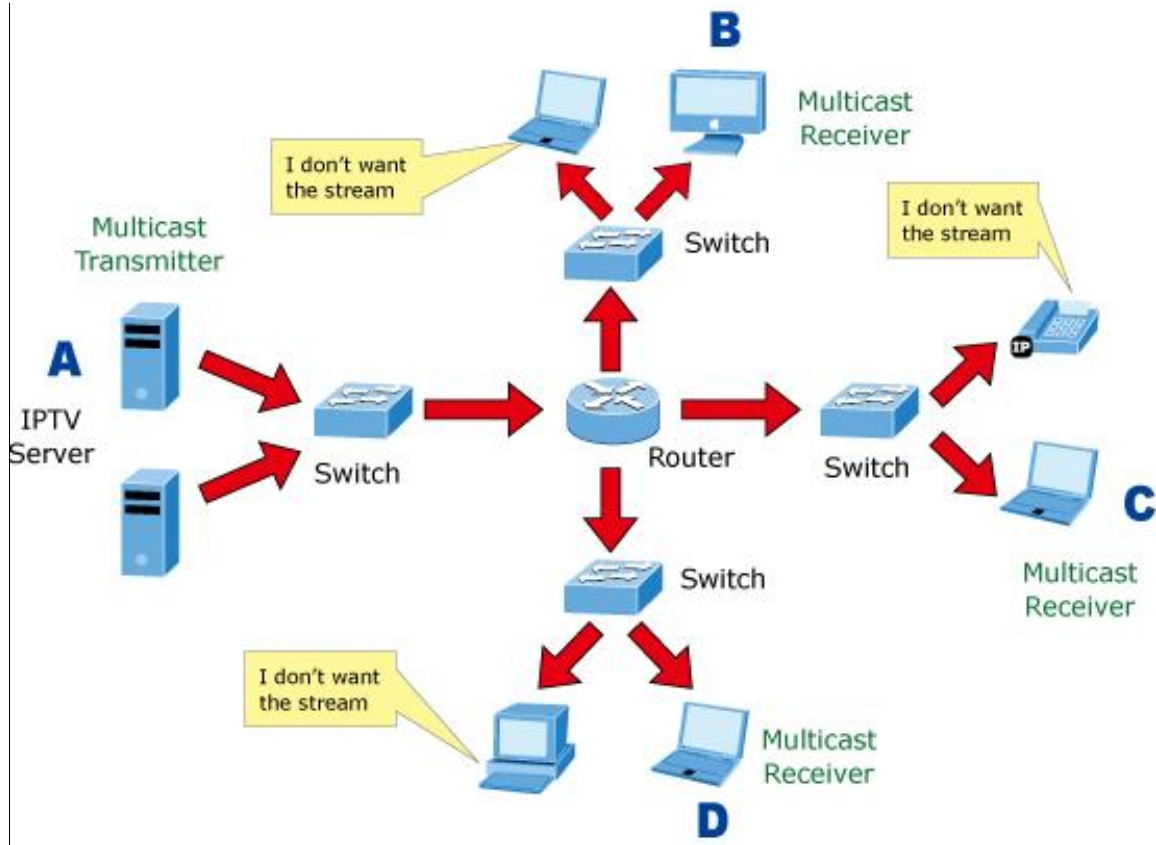 B
Multicast
Receiver
I don't want
the stream
Switch
I don't want
the stream
Multicast
Transmitter
A
IPTV
Server
Switch
Router
Switch
IP
C
Multicast
Receiver
Switch
I don't want
the stream
Multicast
Receiver
D